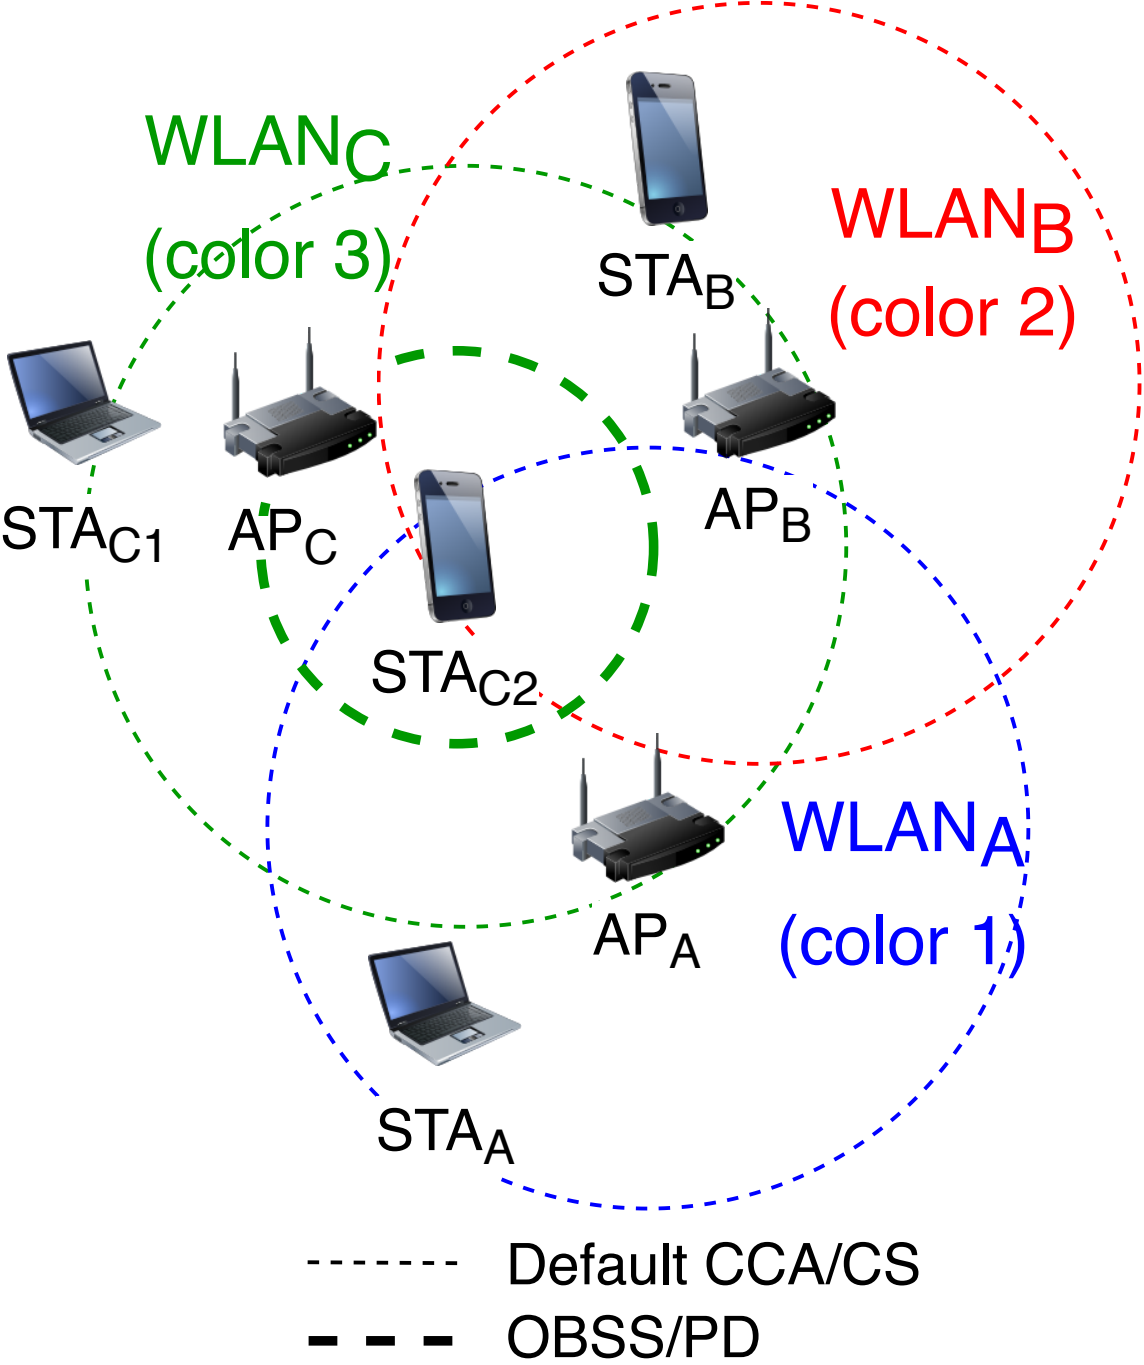 WLANC
(color 3)
STAB
WLANB
(color 2)
STAC1
APC
APB
STAC2
WLANA
(color 1)
APA
STAA
Default CCA/CS
OBSS/PD